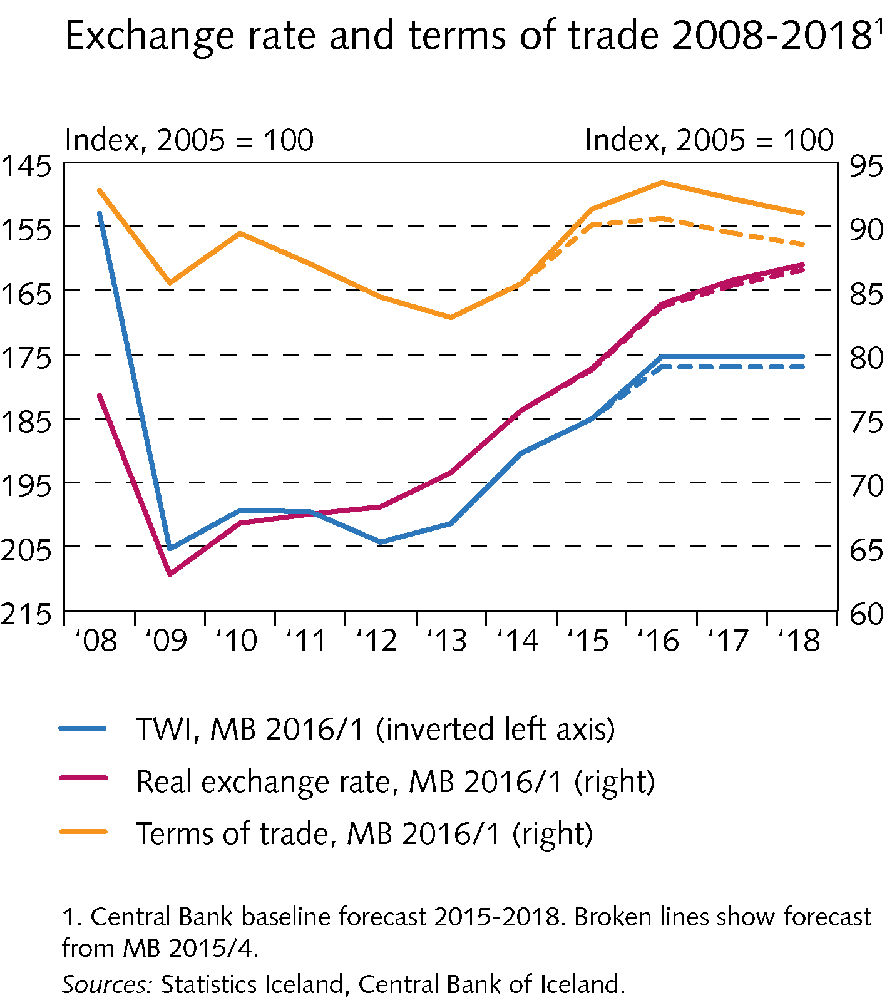 Exchange rate and terms of trade 2008-2018¹
Index, 2005 = 100 Index, 2005 = 100
145 95
155 90
165 85
175 80
185 75
195 70
205 65
215 60
‘08 ‘09 ‘10 ‘11 ‘12 ‘13 ‘14 ‘15 ‘16 ‘17 ‘18
TWI, MB 2016/1 (inverted left axis)
Real exchange rate, MB 2016/1 (right)
Terms of trade, MB 2016/1 (right)
1. Central Bank baseline forecast 2015-2018. Broken lines show forecast
from MB 2015/4.
Sources: Statistics Iceland, Central Bank of Iceland.